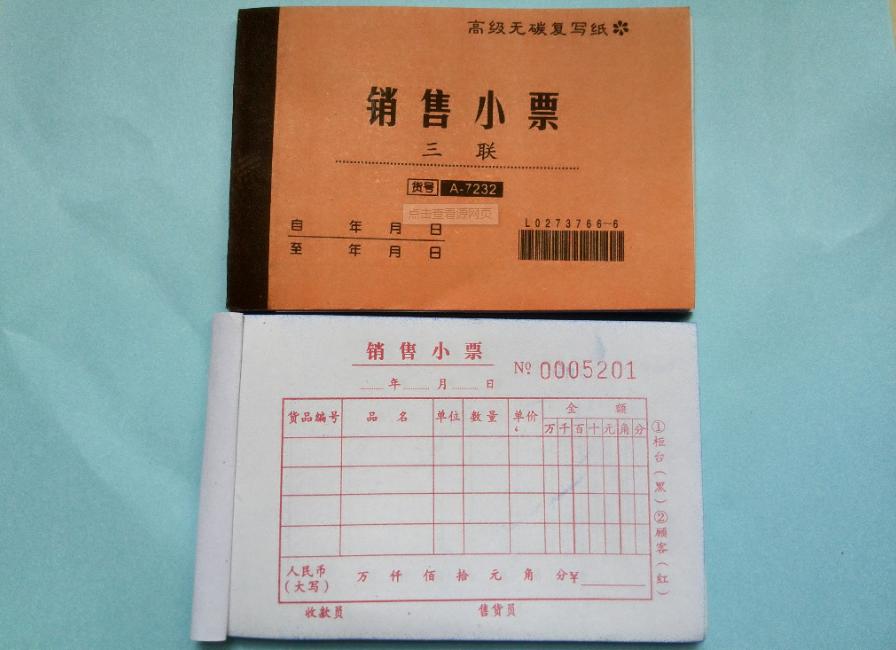 高级无碳复写纸
销售小票
三联
货号 A-7232
点击查看源网页
自 年 月 日
至 年 月 日
L0273766-6
销售小票
年 月 日
№ 0005201
货品编号 品名 单位 数量 单价 金额
万 千 百 十 元 角 分
人民币(大写) 万 仟 佰 拾 元 角 分 ¥
收款员 售货员
①柜台(黑) ②顾客(红)